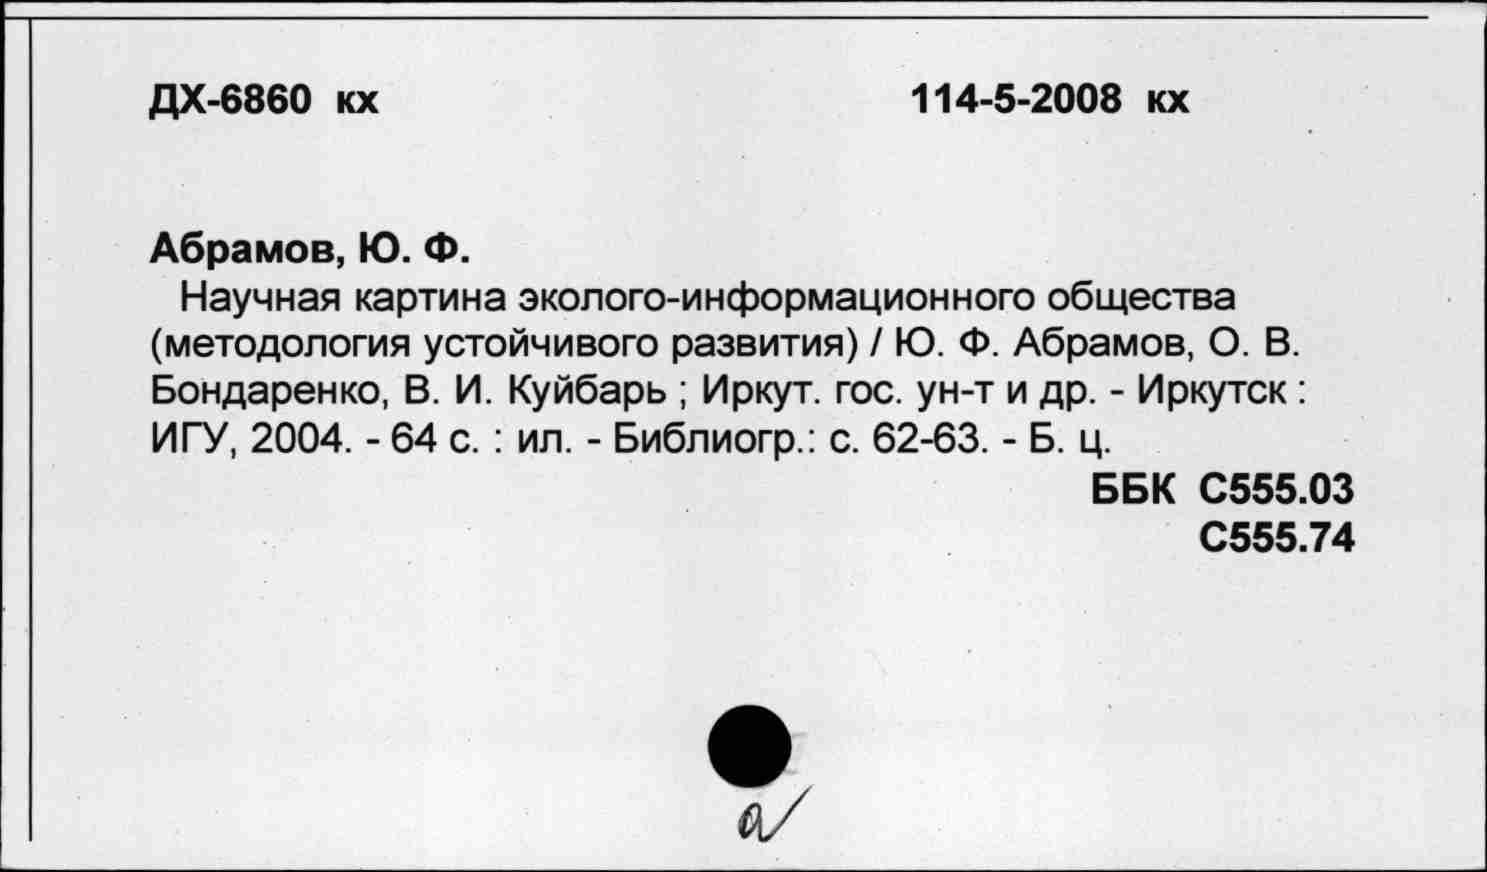 ДХ-6860 кх 114-5-2008 кх
Абрамов, Ю. Ф.
Научная картина эколого-информационного общества
(методология устойчивого развития) / Ю. Ф. Абрамов, О. В.
Бондаренко, В. И. Куйбарь ; Иркут. гос. ун-т и др. - Иркутск :
ИГУ, 2004. - 64 с. : ил. - Библиогр.: с. 62-63. - Б. ц.
ББК С555.03
С555.74